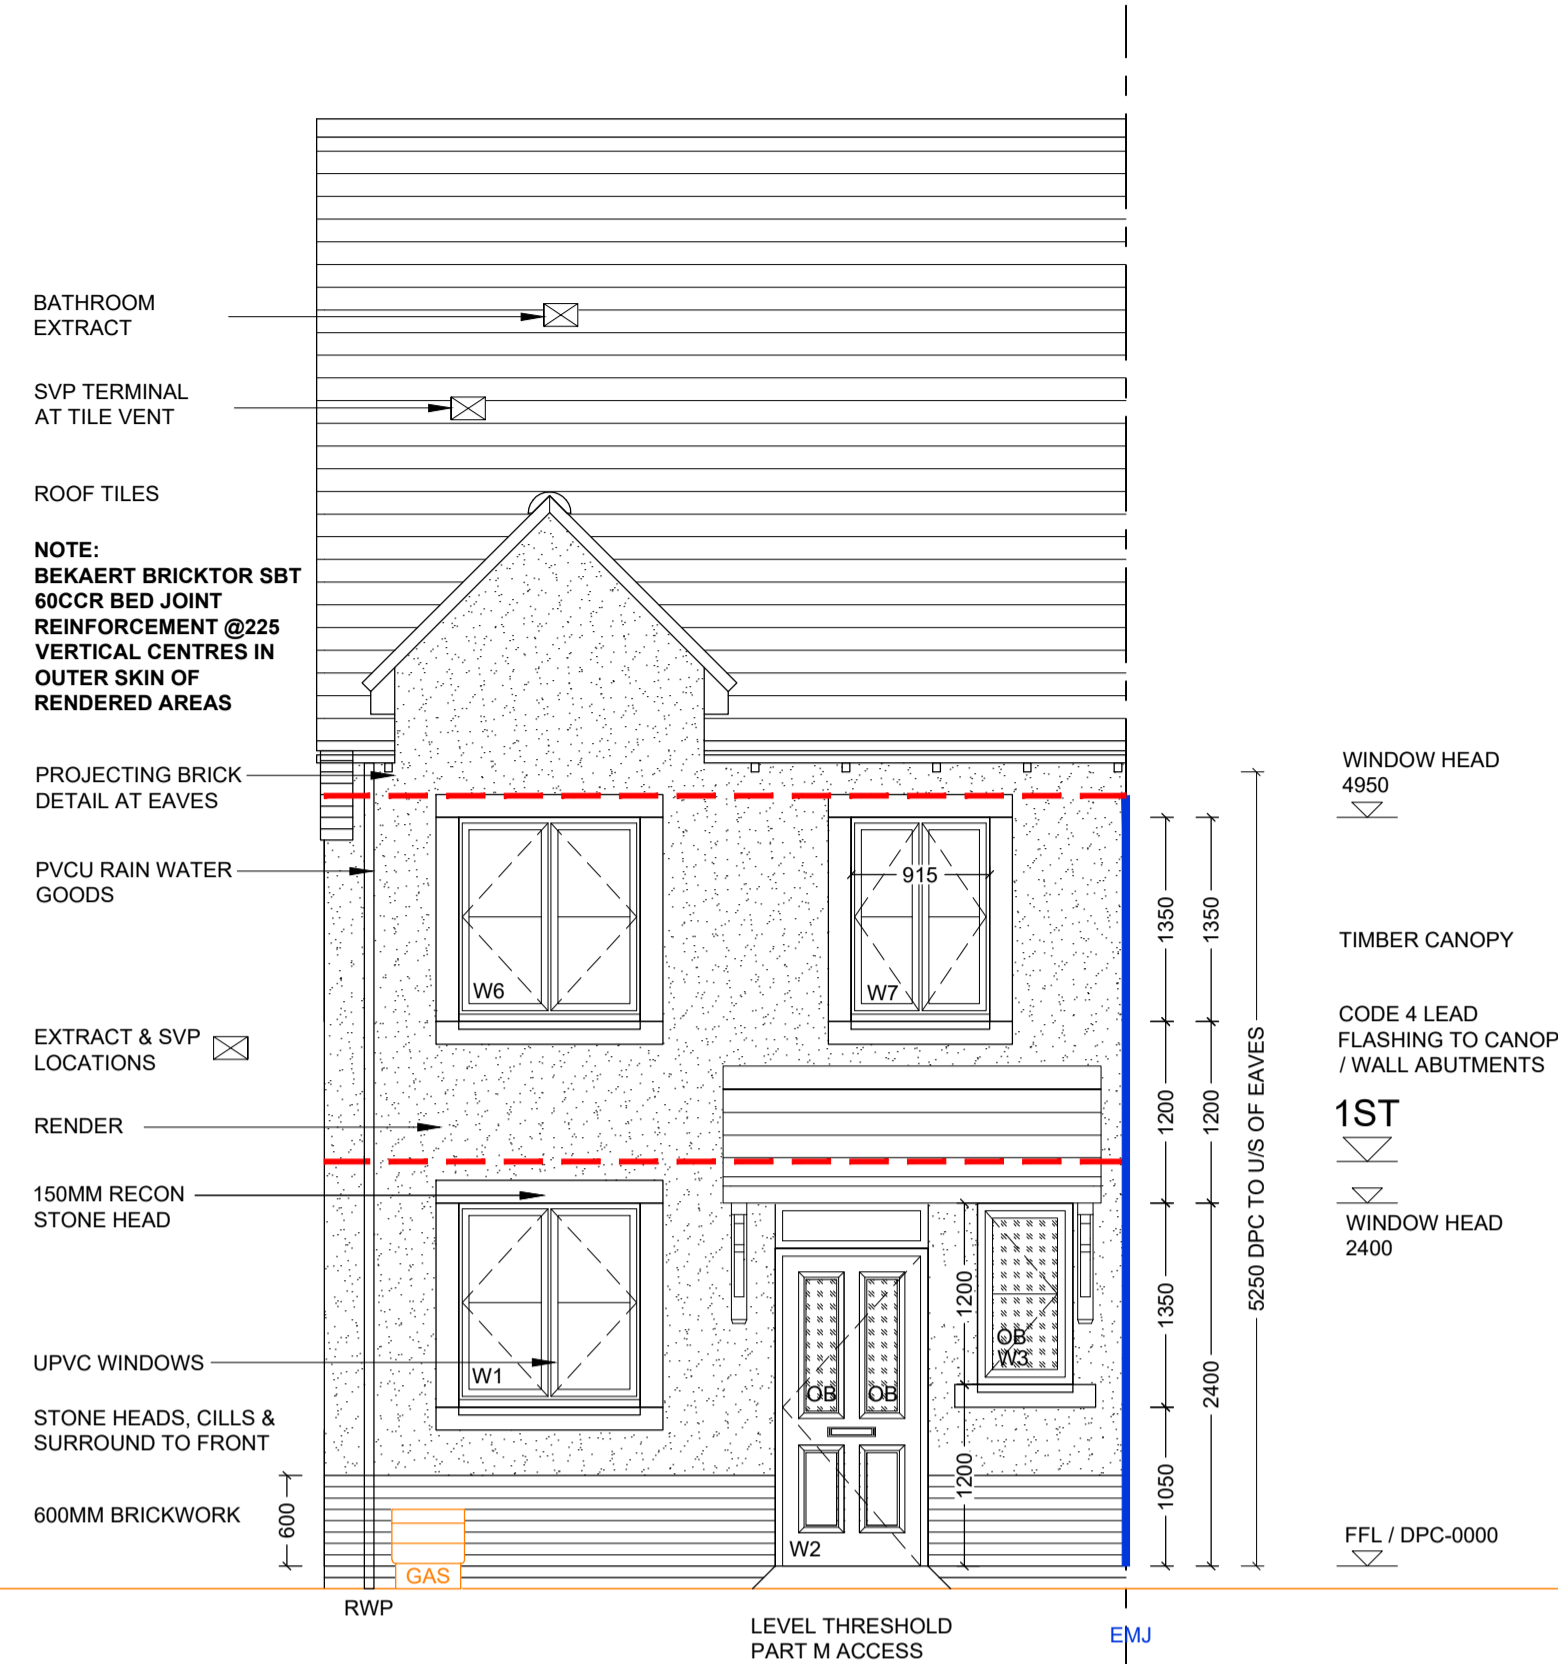 BATHROOM
EXTRACT
SVP TERMINAL
AT TILE VENT
ROOF TILES
NOTE:
BEKAERT BRICKTOR SBT
60CCR BED JOINT
REINFORCEMENT @225
VERTICAL CENTRES IN
OUTER SKIN OF
RENDERED AREAS
PROJECTING BRICK
DETAIL AT EAVES
PVCU RAIN WATER
GOODS
EXTRACT & SVP
LOCATIONS
RENDER
150MM RECON
STONE HEAD
UPVC WINDOWS
STONE HEADS, CILLS &
SURROUND TO FRONT
600MM BRICKWORK
600
GAS
RWP
W6
915
W7
W1
OB
OB
W2
OB
W3
1200
1200
LEVEL THRESHOLD
PART M ACCESS
EMJ
1350
1200
1350
1050
1350
1200
2400
5250 DPC TO U/S OF EAVES
WINDOW HEAD
4950
TIMBER CANOPY
CODE 4 LEAD
FLASHING TO CANOP
/ WALL ABUTMENTS
1ST
WINDOW HEAD
2400
FFL / DPC-0000